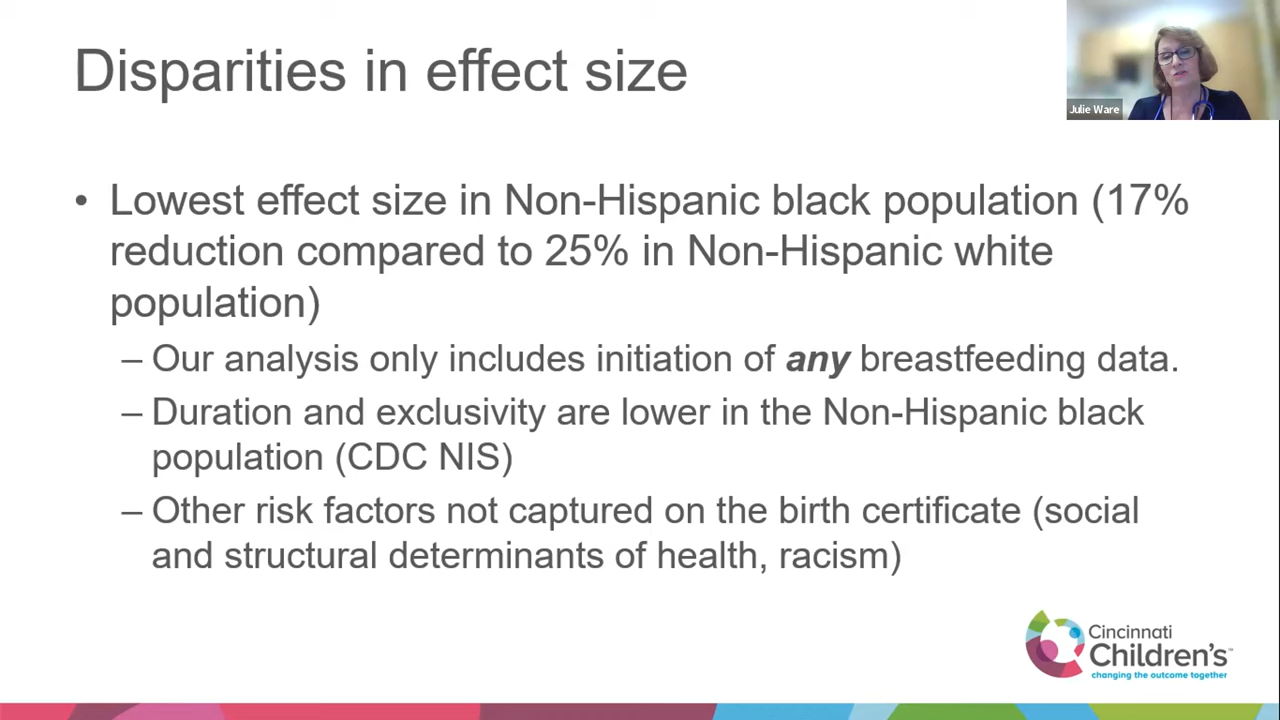 Disparities in effect size
Julie Ware
• Lowest effect size in Non-Hispanic black population (17%
reduction compared to 25% in Non-Hispanic white
population)
– Our analysis only includes initiation of any breastfeeding data.
– Duration and exclusivity are lower in the Non-Hispanic black
population (CDC NIS)
– Other risk factors not captured on the birth certificate (social
and structural determinants of health, racism)
Cincinnati
Children's™
changing the outcome together